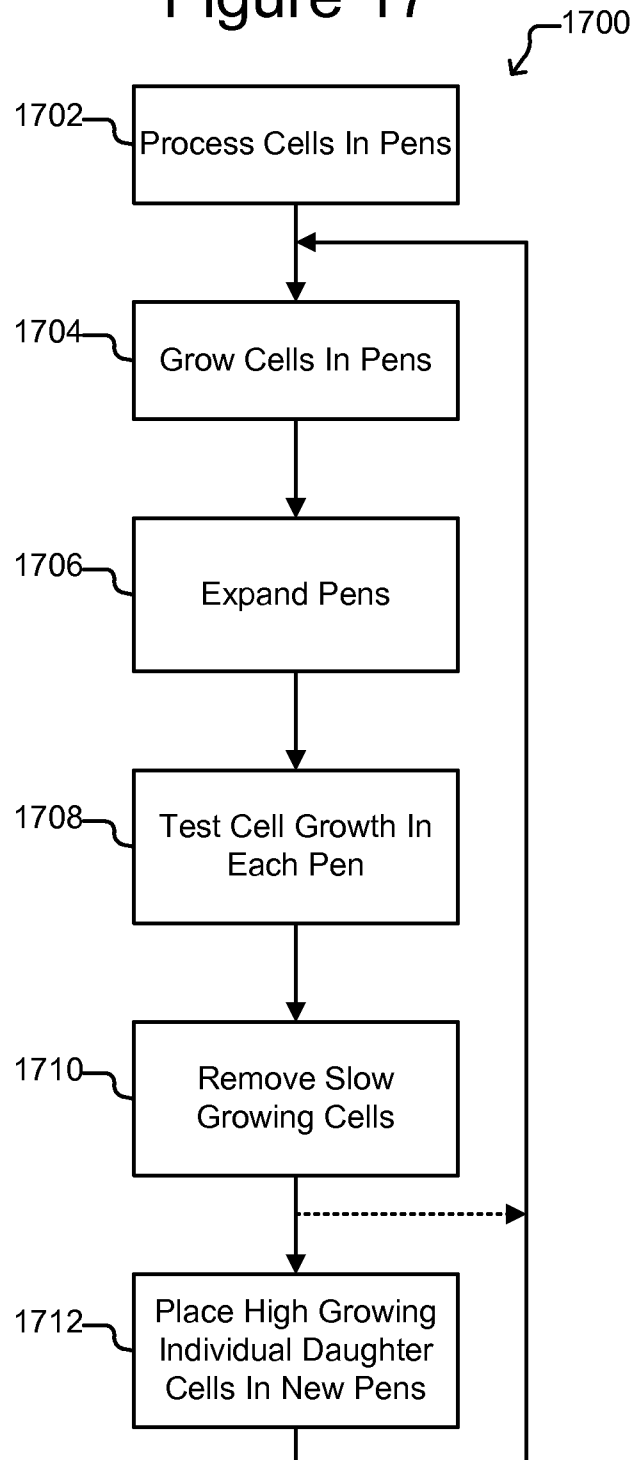 Figure 17
1700
1702
Process Cells In Pens
1704
Grow Cells In Pens
1706
Expand Pens
1708
Test Cell Growth In
Each Pen
1710
Remove Slow
Growing Cells
1712
Place High Growing
Individual Daughter
Cells In New Pens